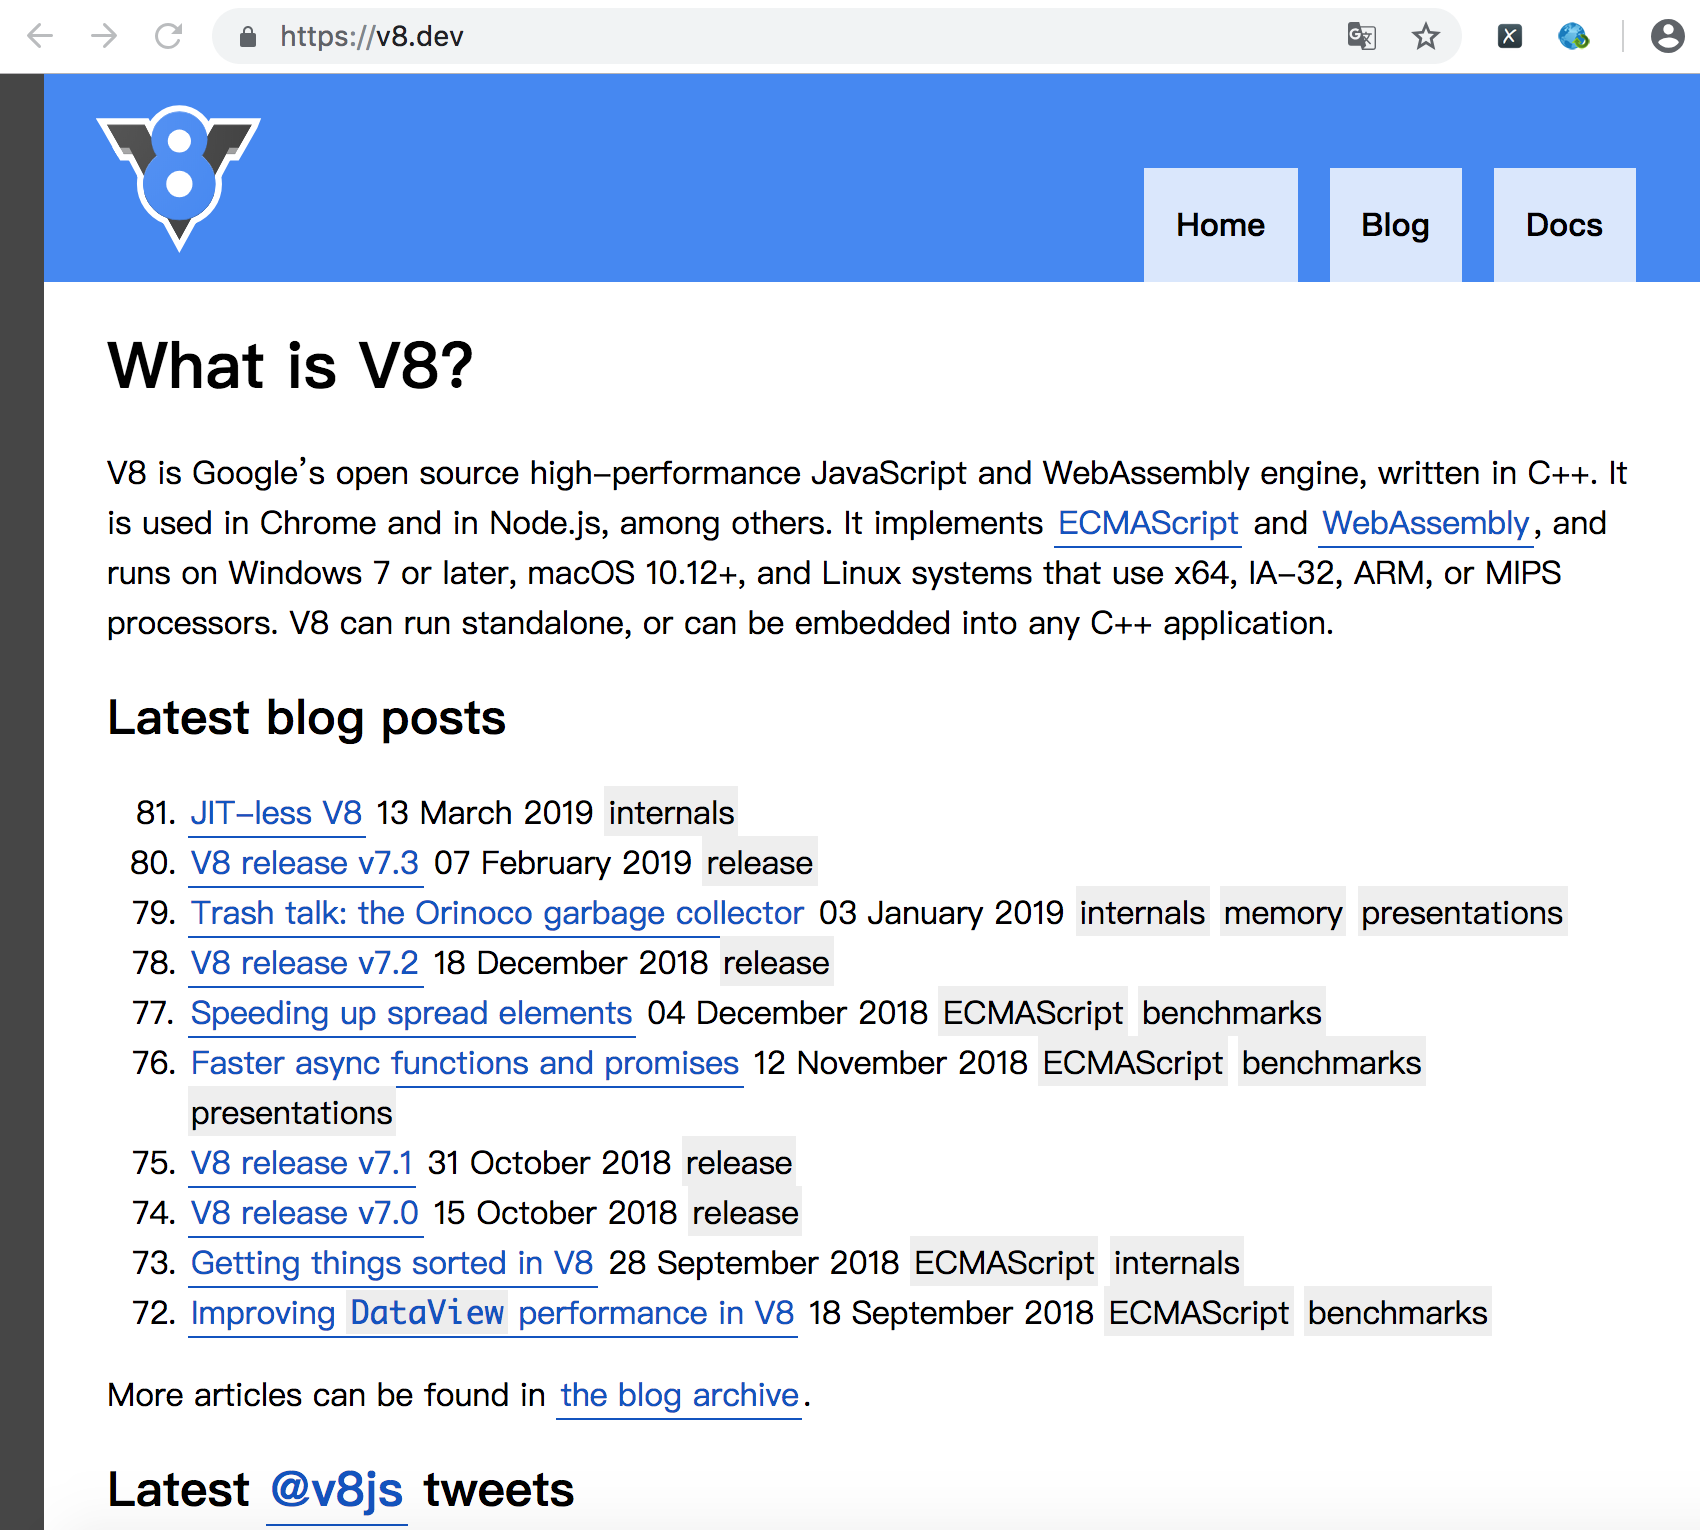 https://v8.dev
Home Blog Docs
What is V8?
V8 is Google’s open source high-performance JavaScript and WebAssembly engine, written in C++. It
is used in Chrome and in Node.js, among others. It implements ECMAScript and WebAssembly, and
runs on Windows 7 or later, macOS 10.12+, and Linux systems that use x64, IA-32, ARM, or MIPS
processors. V8 can run standalone, or can be embedded into any C++ application.
Latest blog posts
81. JIT-less V8 13 March 2019 internals
80. V8 release v7.3 07 February 2019 release
79. Trash talk: the Orinoco garbage collector 03 January 2019 internals memory presentations
78. V8 release v7.2 18 December 2018 release
77. Speeding up spread elements 04 December 2018 ECMAScript benchmarks
76. Faster async functions and promises 12 November 2018 ECMAScript benchmarks
presentations
75. V8 release v7.1 31 October 2018 release
74. V8 release v7.0 15 October 2018 release
73. Getting things sorted in V8 28 September 2018 ECMAScript internals
72. Improving DataView performance in V8 18 September 2018 ECMAScript benchmarks
More articles can be found in the blog archive.
Latest @v8js tweets